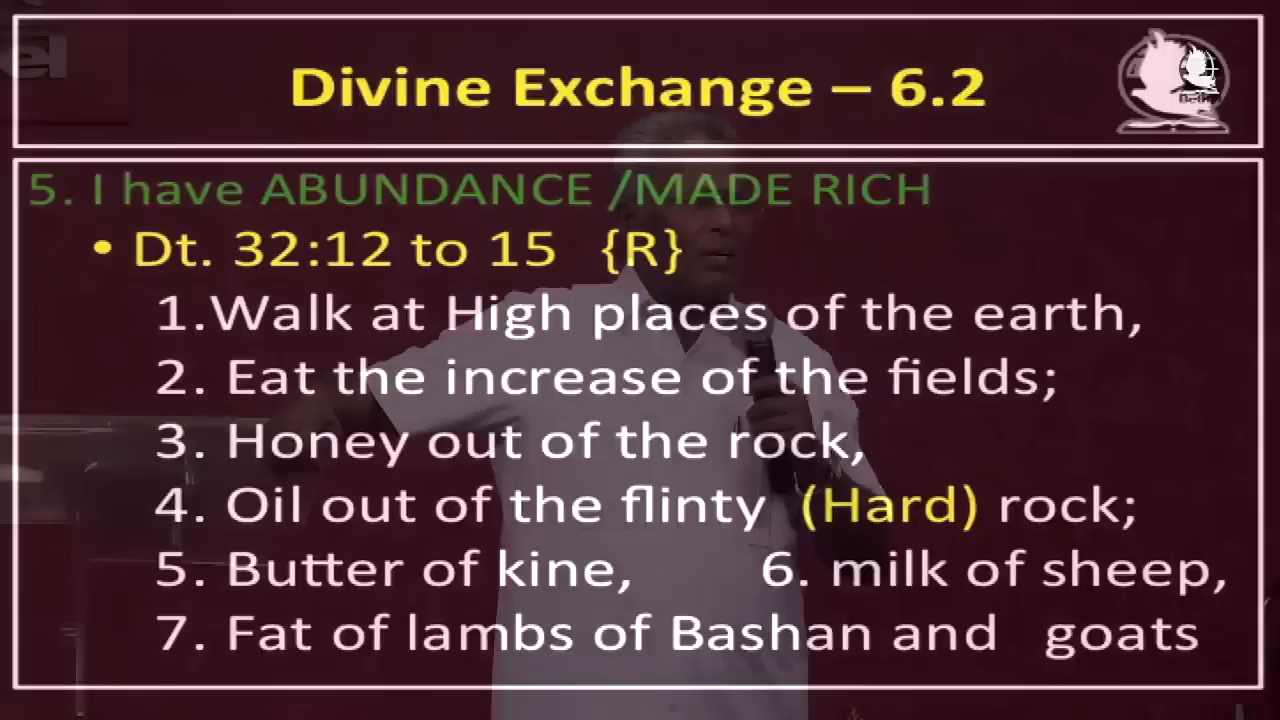 el
Divine Exchange – 6.2
5. I have ABUNDANCE /MADE RICH
• Dt. 32:12 to 15 {R}
1.Walk at High places of the earth,
2. Eat the increase of the fields;
3. Honey out of the rock,
4. Oil out of the flinty (Hard) rock;
5. Butter of kine, 6. milk of sheep,
7. Fat of lambs of Bashan and goats